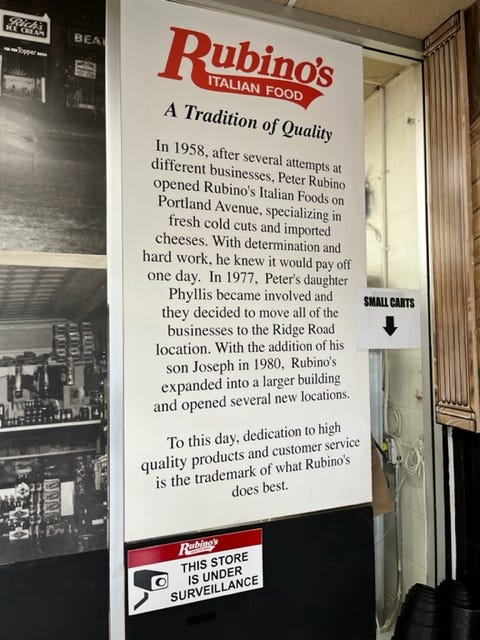 Rich's
ICE CREAM
Topper
BEA
Rubino's
ITALIAN FOOD
A Tradition of Quality
In 1958, after several attempts at
different businesses, Peter Rubino
opened Rubino's Italian Foods on
Portland Avenue, specializing in
fresh cold cuts and imported
cheeses. With determination and
hard work, he knew it would pay off
one day. In 1977, Peter's daughter
Phyllis became involved and
they decided to move all of the
businesses to the Ridge Road
location. With the addition of his
son Joseph in 1980, Rubino's
expanded into a larger building
and opened several new locations.
To this day, dedication to high
quality products and customer service
is the trademark of what Rubino's
does best.
SMALL CARTS
Rubino's
THIS STORE
IS UNDER
SURVEILLANCE